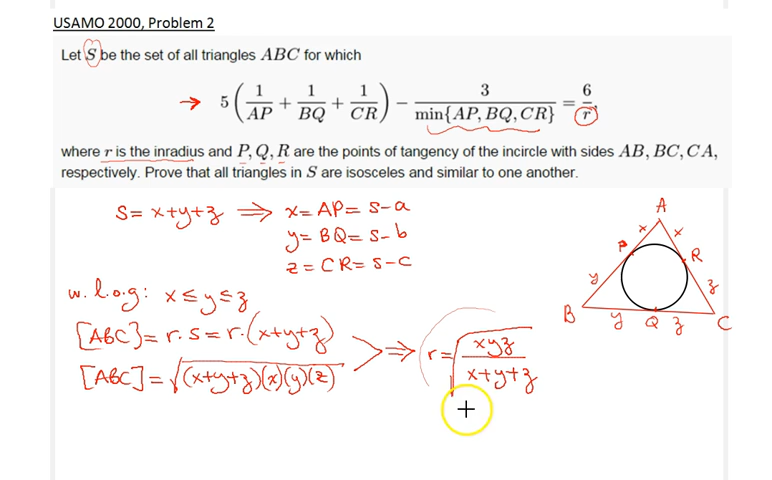 USAMO 2000, Problem 2
Let S be the set of all triangles ABC for which
→ 5 ( 1/AP + 1/BQ + 1/CR ) − 3/min{AP, BQ, CR} = 6/r
where r is the inradius and P, Q, R are the points of tangency of the incircle with sides AB, BC, CA,
respectively. Prove that all triangles in S are isosceles and similar to one another.
S = x+y+z ⟹ x = AP = s-a
y = BQ = s-b
z = CR = s-c
w.l.o.g: x ≤ y ≤ z
[ABC] = r.s = r.(x+y+z)
[ABC] = √(x+y+z)(x)(y)(z)
⟹ r = √xyz/x+y+z
A
x x
P R
y z
B y Q z C